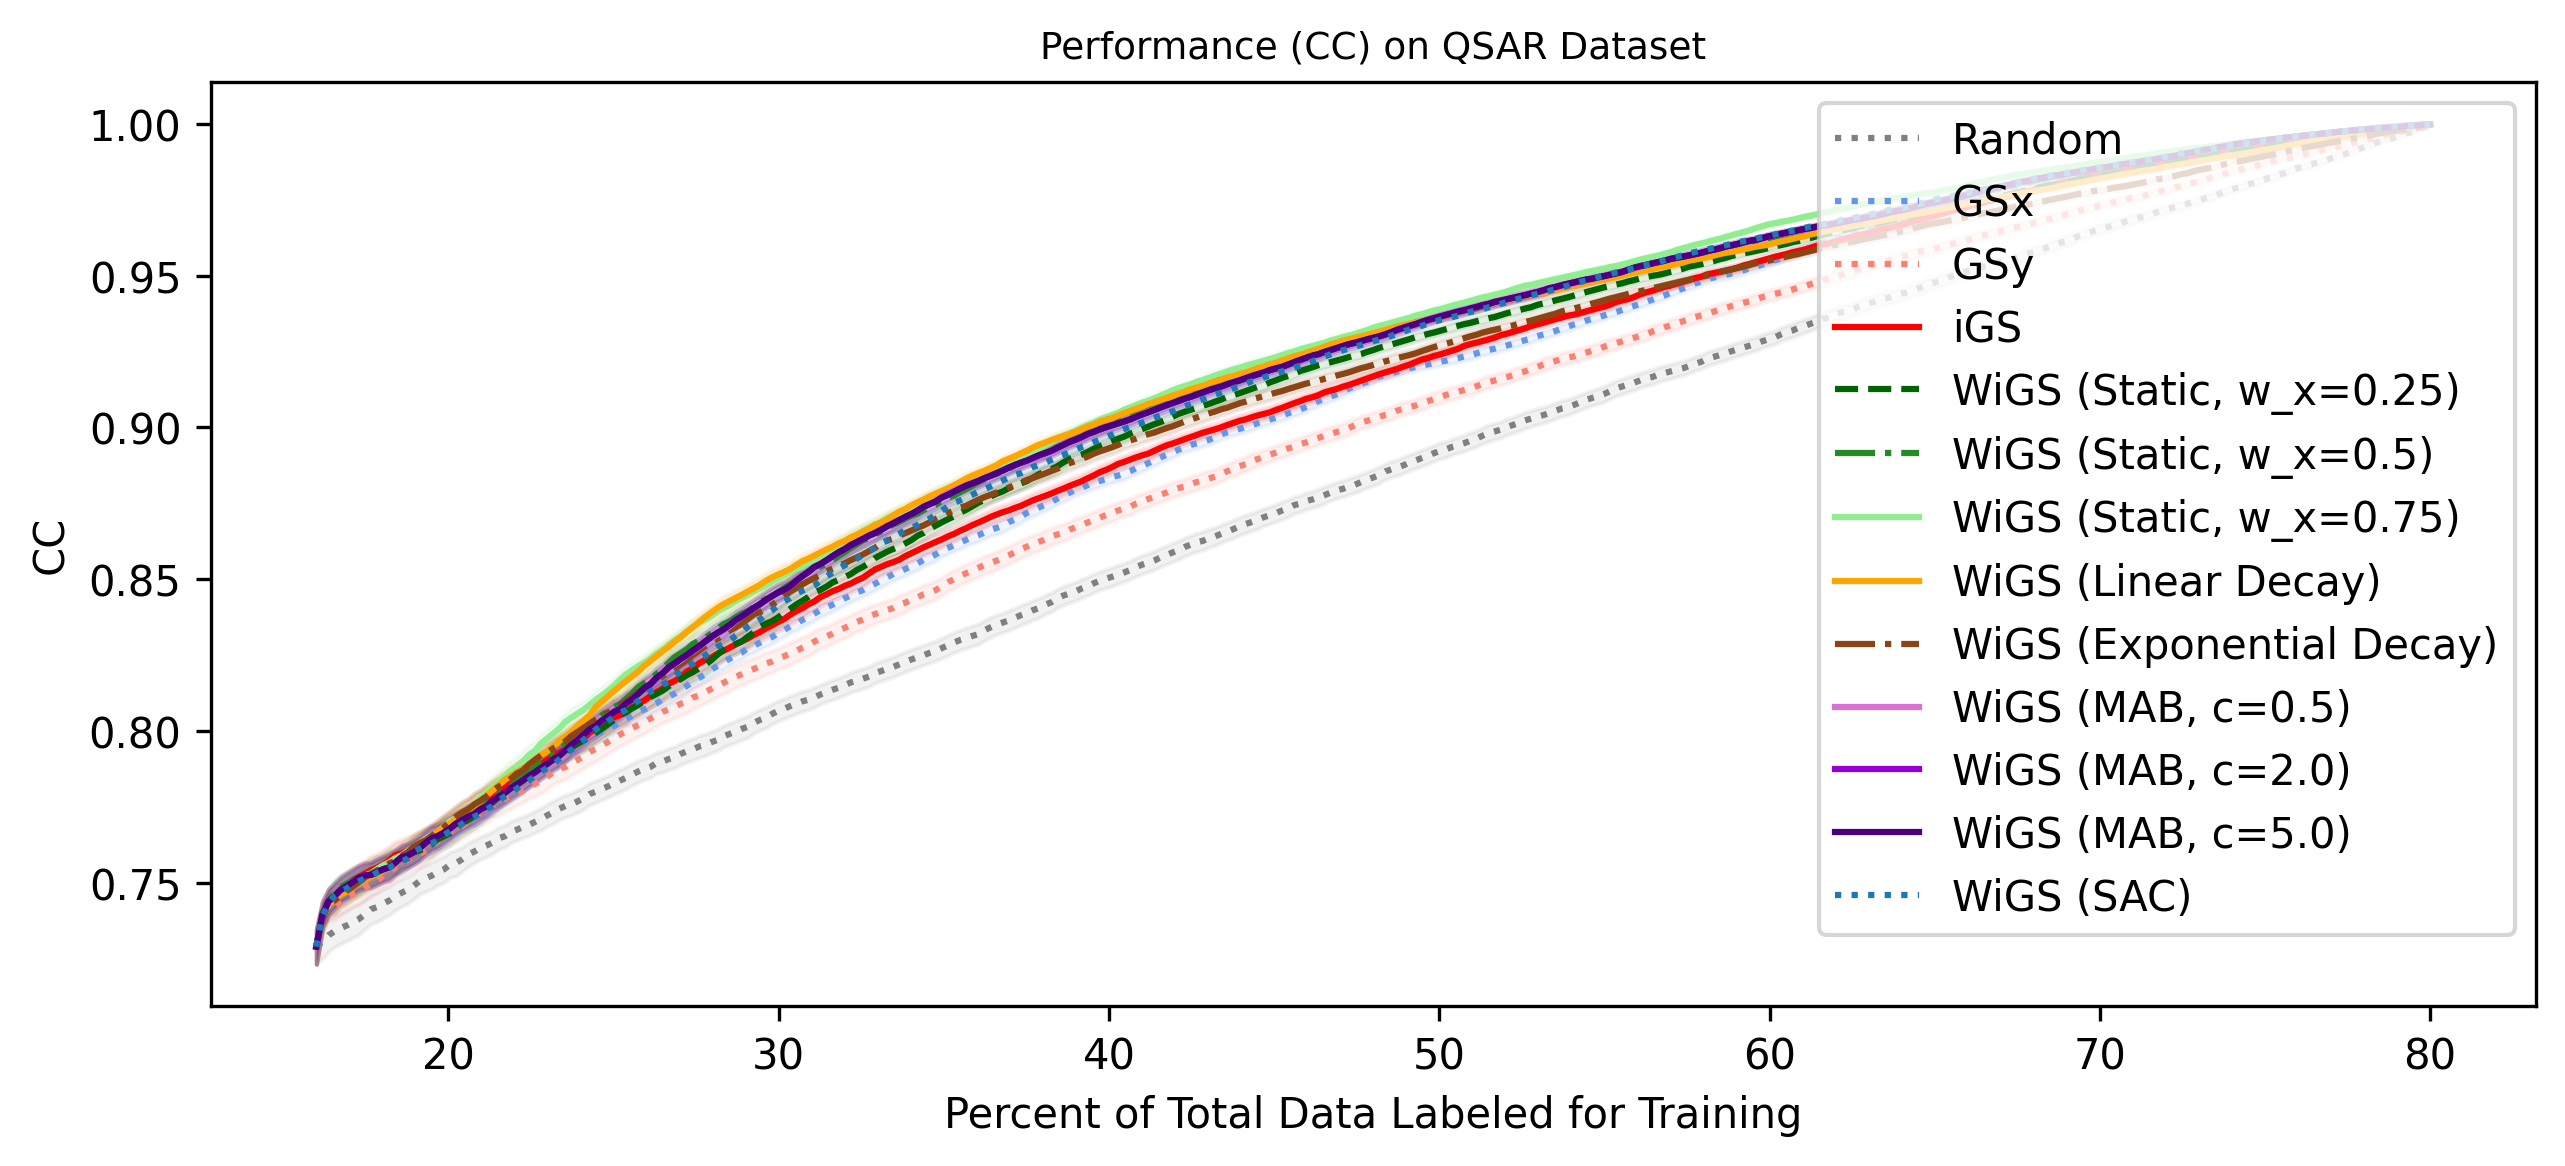 Performance (CC) on QSAR Dataset
1.00
0.95
0.90
0.85
0.80
0.75
CC
20 30 40 50 60 70 80
Percent of Total Data Labeled for Training
Random
GSx
GSy
iGS
WiGS (Static, w_x=0.25)
WiGS (Static, w_x=0.5)
WiGS (Static, w_x=0.75)
WiGS (Linear Decay)
WiGS (Exponential Decay)
WiGS (MAB, c=0.5)
WiGS (MAB, c=2.0)
WiGS (MAB, c=5.0)
WiGS (SAC)